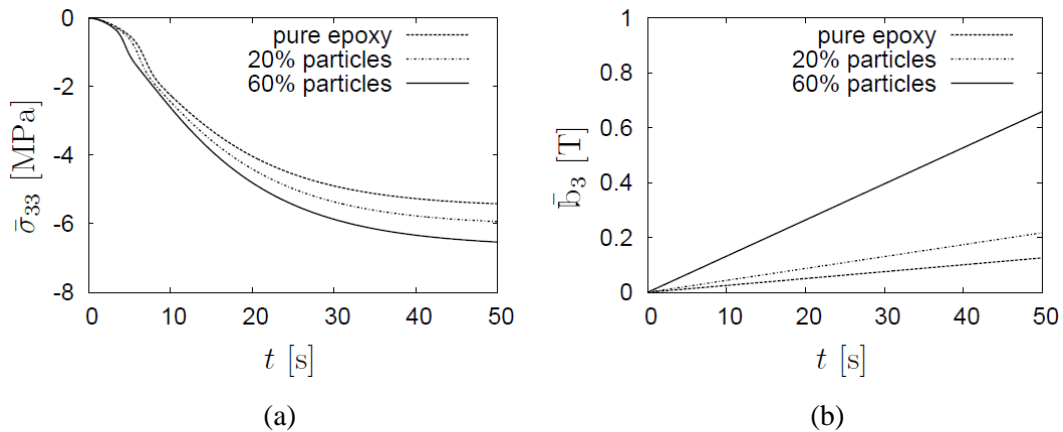 0
-2
-4
-6
-8
σ̄33 [MPa]
pure epoxy
20% particles
60% particles
0 10 20 30 40 50
t [s]
(a)
1
0.8
0.6
0.4
0.2
0
𝕓̄3 [T]
pure epoxy
20% particles
60% particles
0 10 20 30 40 50
t [s]
(b)